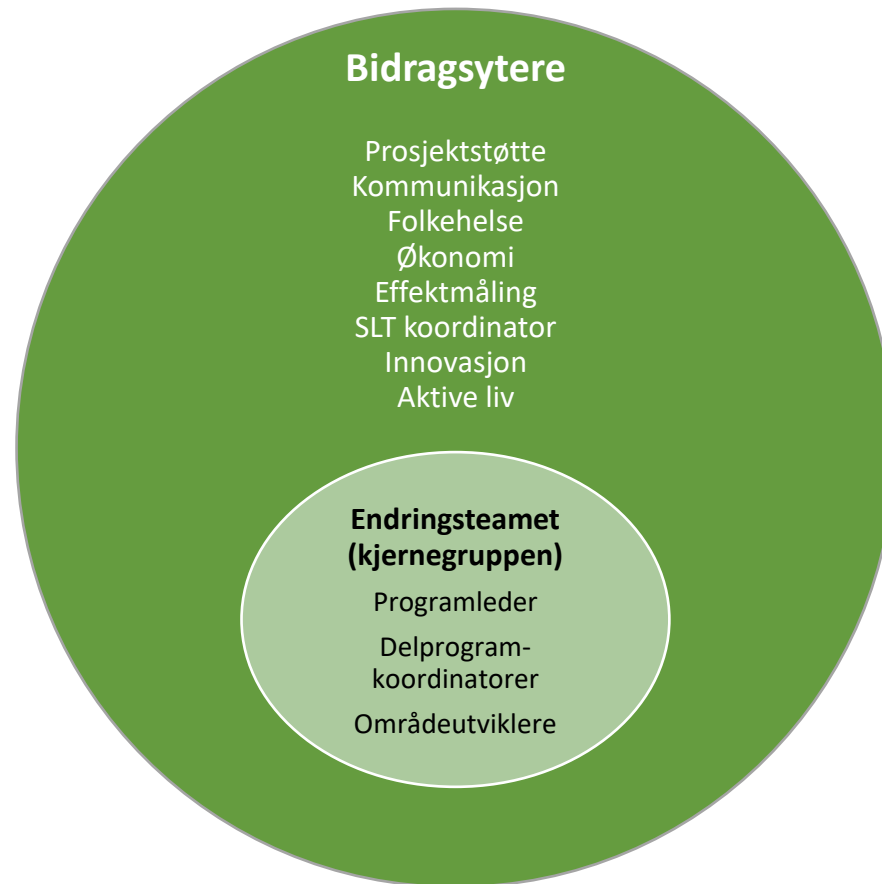 Bidragsytere
Prosjektstøtte
Kommunikasjon
Folkehelse
Økonomi
Effektmåling
SLT koordinator
Innovasjon
Aktive liv
Endringsteamet
(kjernegruppen)
Programleder
Delprogram-
koordinatorer
Områdeutviklere